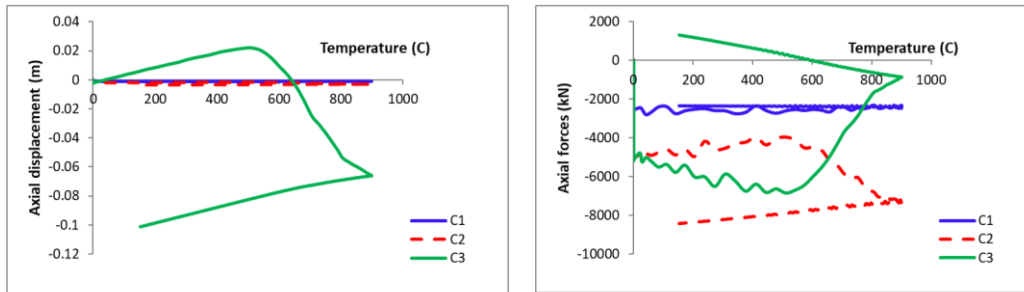 0.04
0.02
0
-0.02
-0.04
-0.06
-0.08
-0.1
-0.12
0
200
400
600
800
1000
Temperature (C)
Axial displacement (m)
C1
C2
C3
2000
0
-2000
-4000
-6000
-8000
-10000
0
200
400
600
800
1000
Temperature (C)
Axial forces (kN)
C1
C2
C3